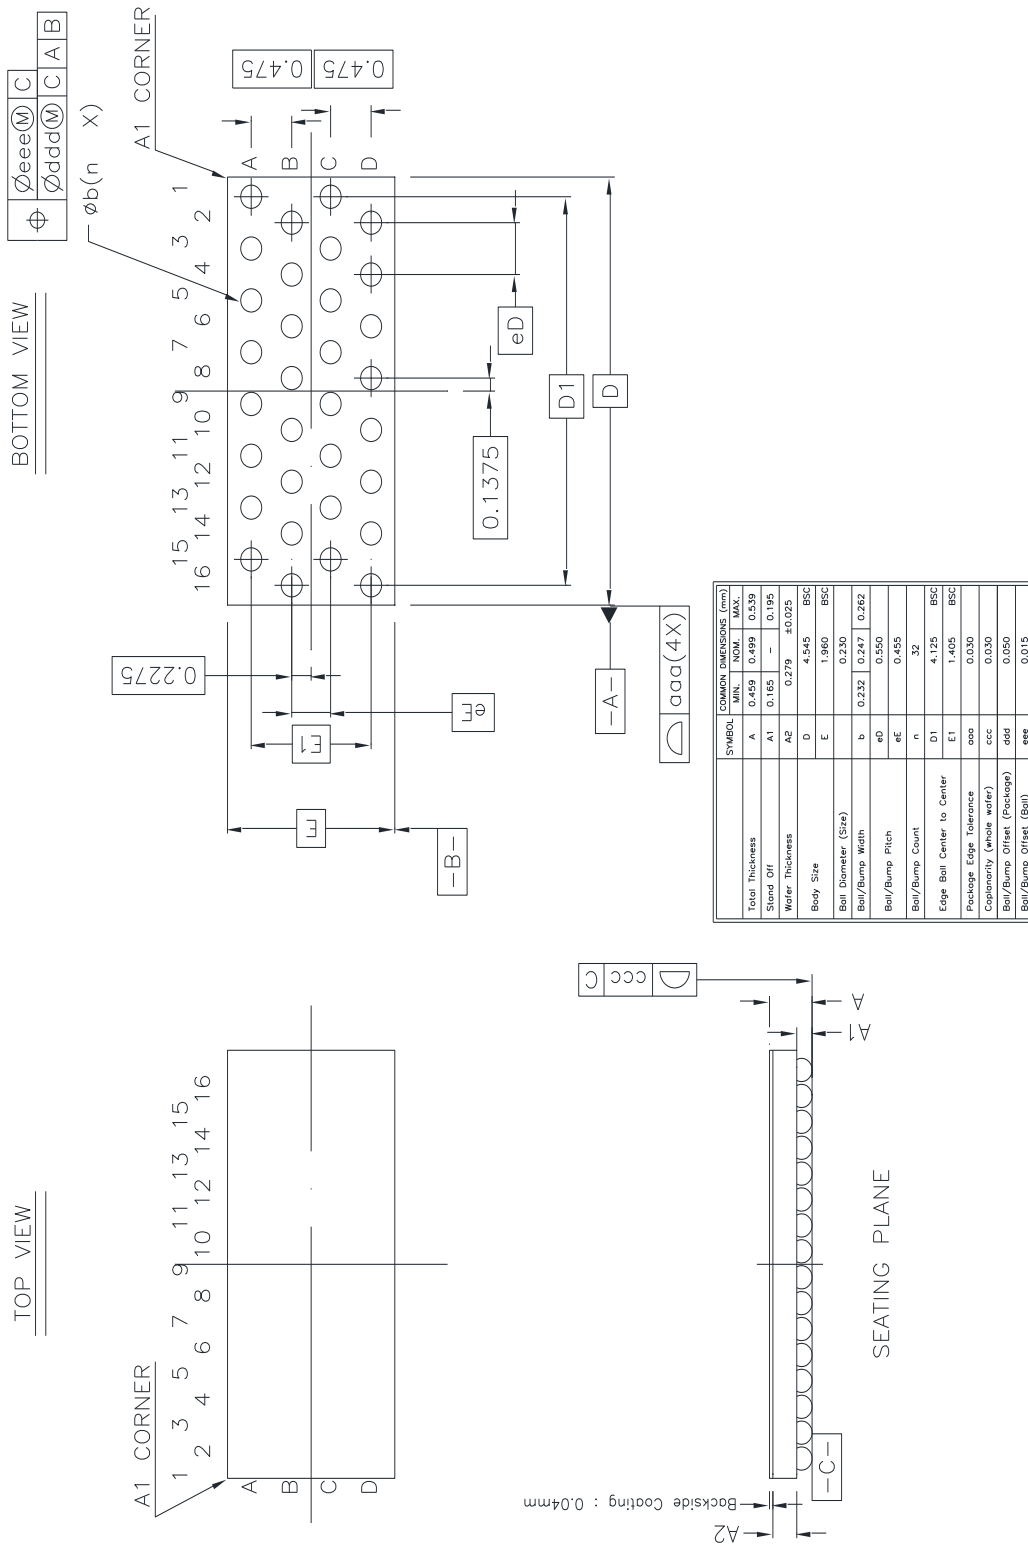 TOP VIEW
A1 CORNER
1 3 5 7 9 11 13 15
2 4 6 8 10 12 14 16
A
B
C
D
BOTTOM VIEW
Øeee Ⓜ C
⌖ Øddd Ⓜ C A B
øb(n X)
A1 CORNER
15 13 11 9 7 5 3 1
16 14 12 10 8 6 4 2
A
B
C
D
0.475
0.475
0.2275
eE
E1
E
-B-
eD
0.1375
D1
D
-A-
⌓ aaa(4X)
⌓ ccc C
A
A1
Backside Coating : 0.04mm
A2
-C-
SEATING PLANE
SYMBOL COMMON DIMENSIONS (mm)
MIN. NOM. MAX.
Total Thickness A 0.459 0.499 0.539
Stand Off A1 0.165 - 0.195
Wafer Thickness A2 0.279 ±0.025
Body Size D 4.545 BSC
E 1.960 BSC
Ball Diameter (Size) 0.230
Ball/Bump Width b 0.232 0.247 0.262
Ball/Bump Pitch eD 0.550
eE 0.455
Ball/Bump Count n 32
Edge Ball Center to Center D1 4.125 BSC
E1 1.405 BSC
Package Edge Tolerance aaa 0.030
Coplanarity (whole wafer) ccc 0.030
Ball/Bump Offset (Package) ddd 0.050
Ball/Bump Offset (Ball) eee 0.015